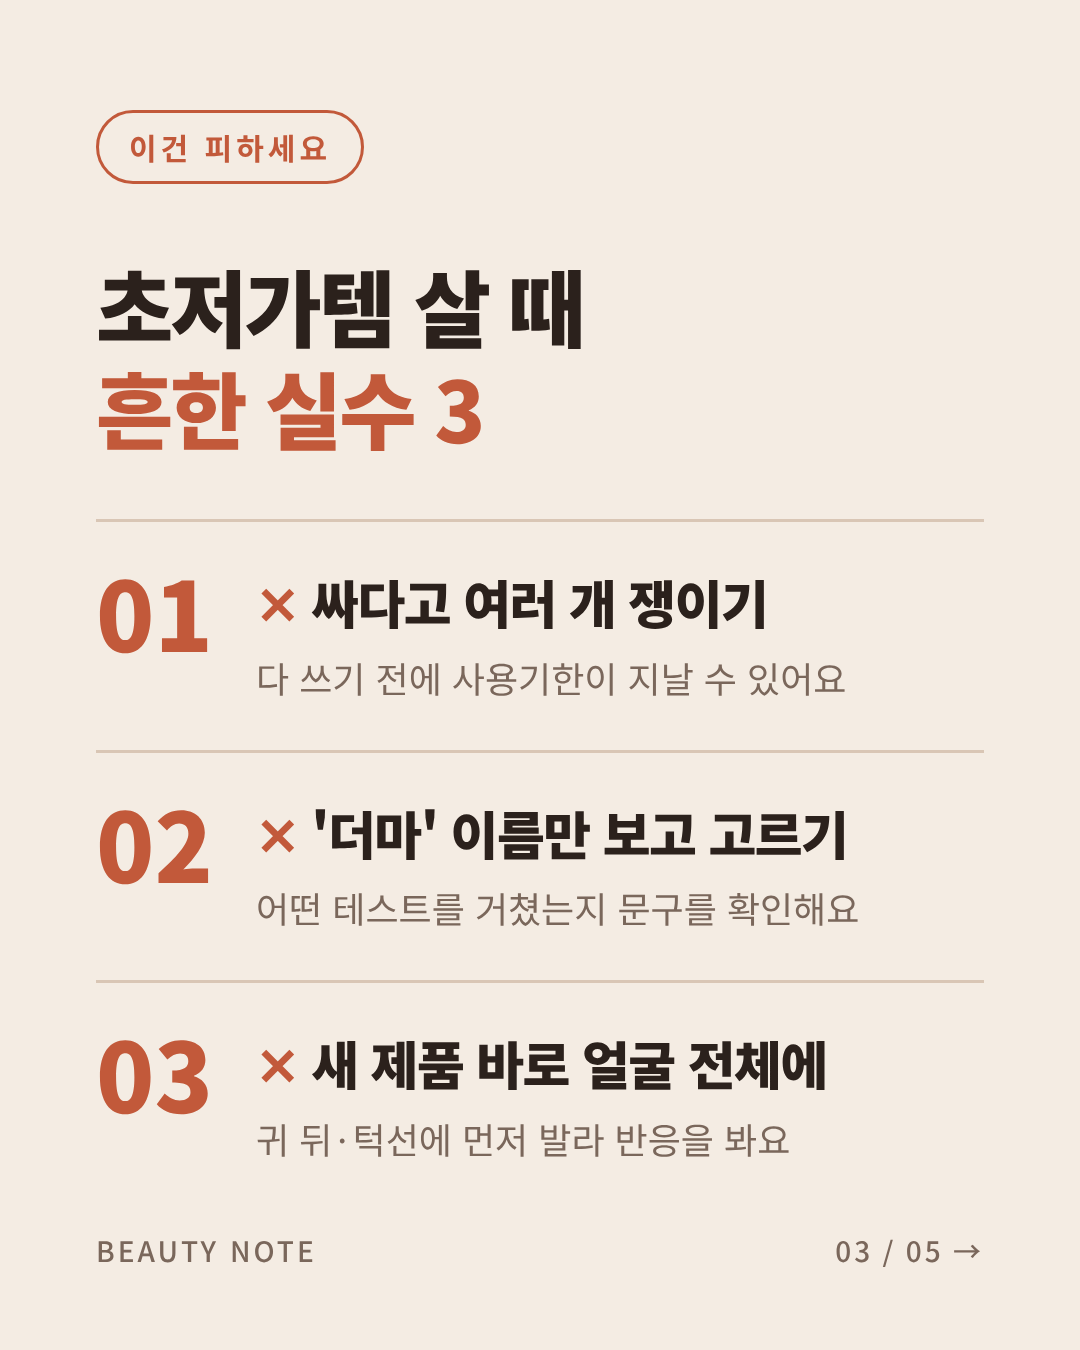 이건 피하세요
초저가템 살 때
흔한 실수 3
01
× 싸다고 여러 개 쟁이기
다 쓰기 전에 사용기한이 지날 수 있어요
02
× '더마' 이름만 보고 고르기
어떤 테스트를 거쳤는지 문구를 확인해요
03
× 새 제품 바로 얼굴 전체에
귀 뒤·턱선에 먼저 발라 반응을 봐요
BEAUTY NOTE
03 / 05 →